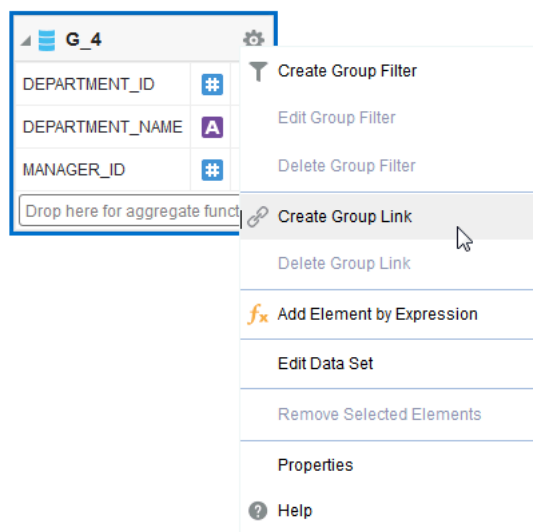 G_4
DEPARTMENT_ID #
DEPARTMENT_NAME A
MANAGER_ID #
Drop here for aggregate funct
Create Group Filter
Edit Group Filter
Delete Group Filter
Create Group Link
Delete Group Link
fx Add Element by Expression
Edit Data Set
Remove Selected Elements
Properties
? Help